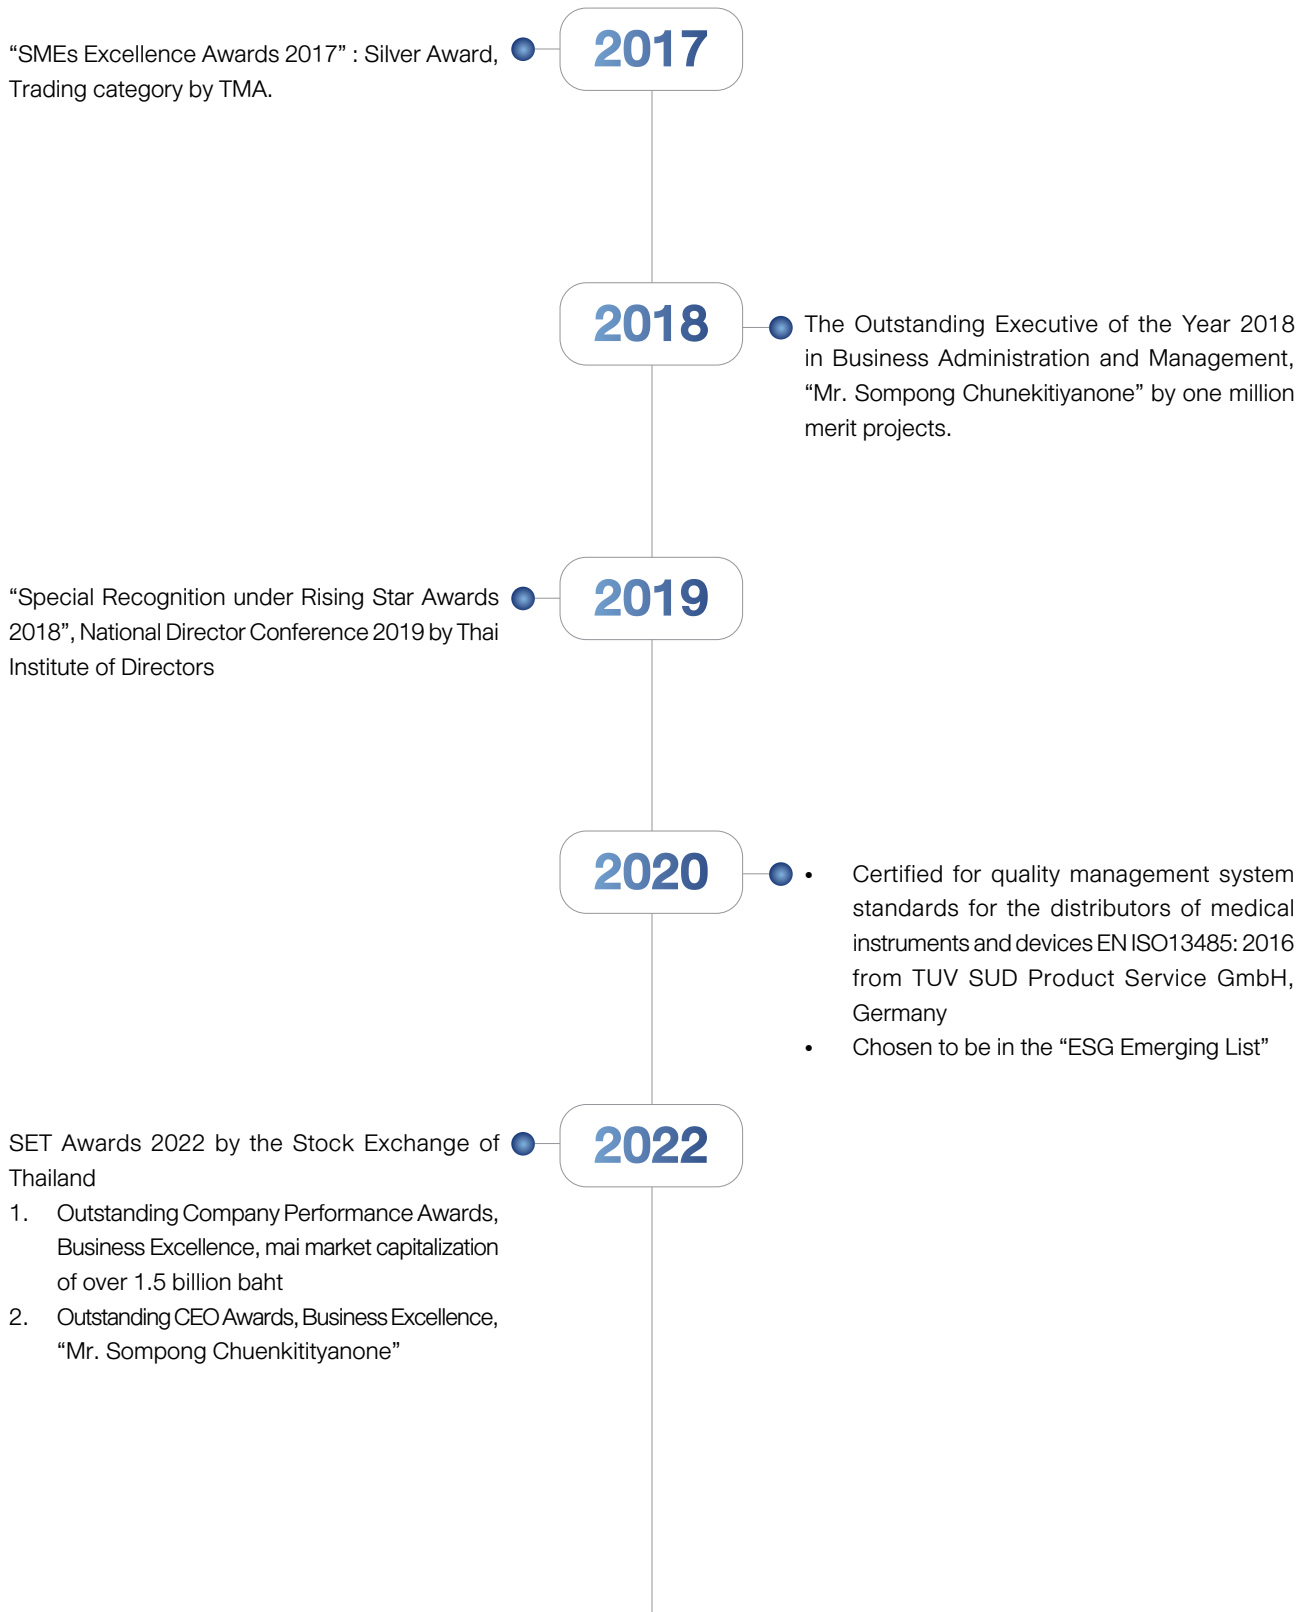 2017
“SMEs Excellence Awards 2017” : Silver Award,
Trading category by TMA.
2018
The Outstanding Executive of the Year 2018
in Business Administration and Management,
“Mr. Sompong Chunekitiyanone” by one million
merit projects.
2019
“Special Recognition under Rising Star Awards
2018”, National Director Conference 2019 by Thai
Institute of Directors
2020
• Certified for quality management system
standards for the distributors of medical
instruments and devices EN ISO13485: 2016
from TUV SUD Product Service GmbH,
Germany
• Chosen to be in the “ESG Emerging List”
2022
SET Awards 2022 by the Stock Exchange of
Thailand
1. Outstanding Company Performance Awards,
Business Excellence, mai market capitalization
of over 1.5 billion baht
2. Outstanding CEO Awards, Business Excellence,
“Mr. Sompong Chuenkitityanone”